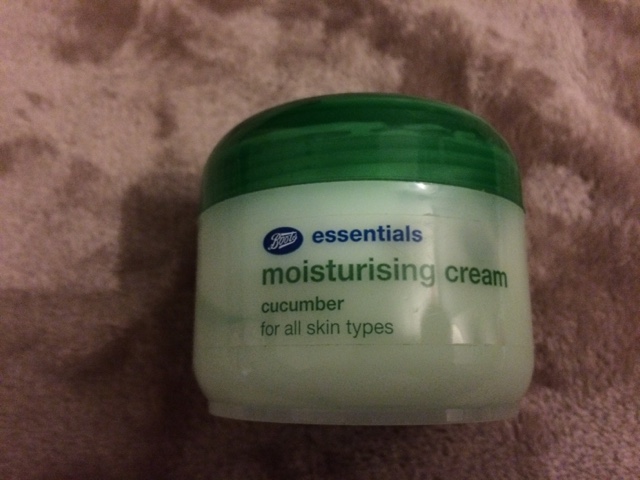 Boots essentials
moisturising cream
cucumber
for all skin types